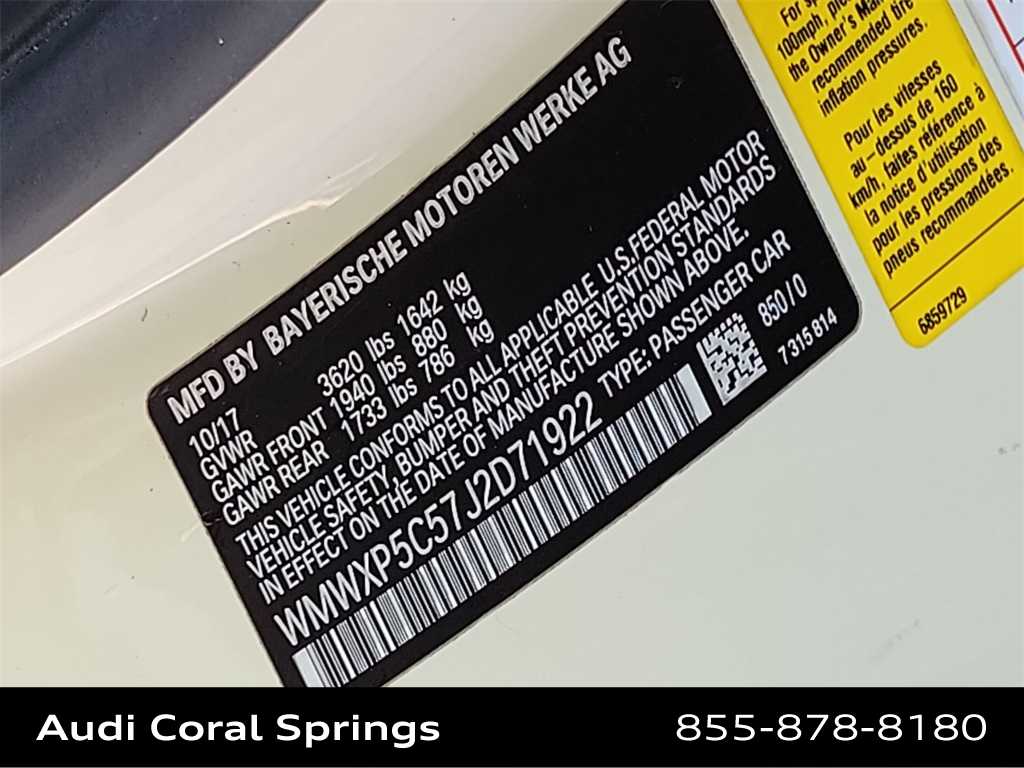 MFD BY BAYERISCHE MOTOREN WERKE AG
10/17
GVWR 3620 lbs 1642 kg
GAWR FRONT 1940 lbs 880 kg
GAWR REAR 1733 lbs 786 kg
THIS VEHICLE CONFORMS TO ALL APPLICABLE U.S.FEDERAL MOTOR
VEHICLE SAFETY, BUMPER AND THEFT PREVENTION STANDARDS
IN EFFECT ON THE DATE OF MANUFACTURE SHOWN ABOVE.
WMWXP5C57J2D71922 TYPE: PASSENGER CAR
850/0
7 315 814
100mph,
the Owner's
recommended tire
inflation pressures.
Pour les vitesses
au-dessus de 160
km/h, faites référence à
la notice d'utilisation
pour les pressions des
pneus recommandées.
6859729
Audi Coral Springs
855-878-8180